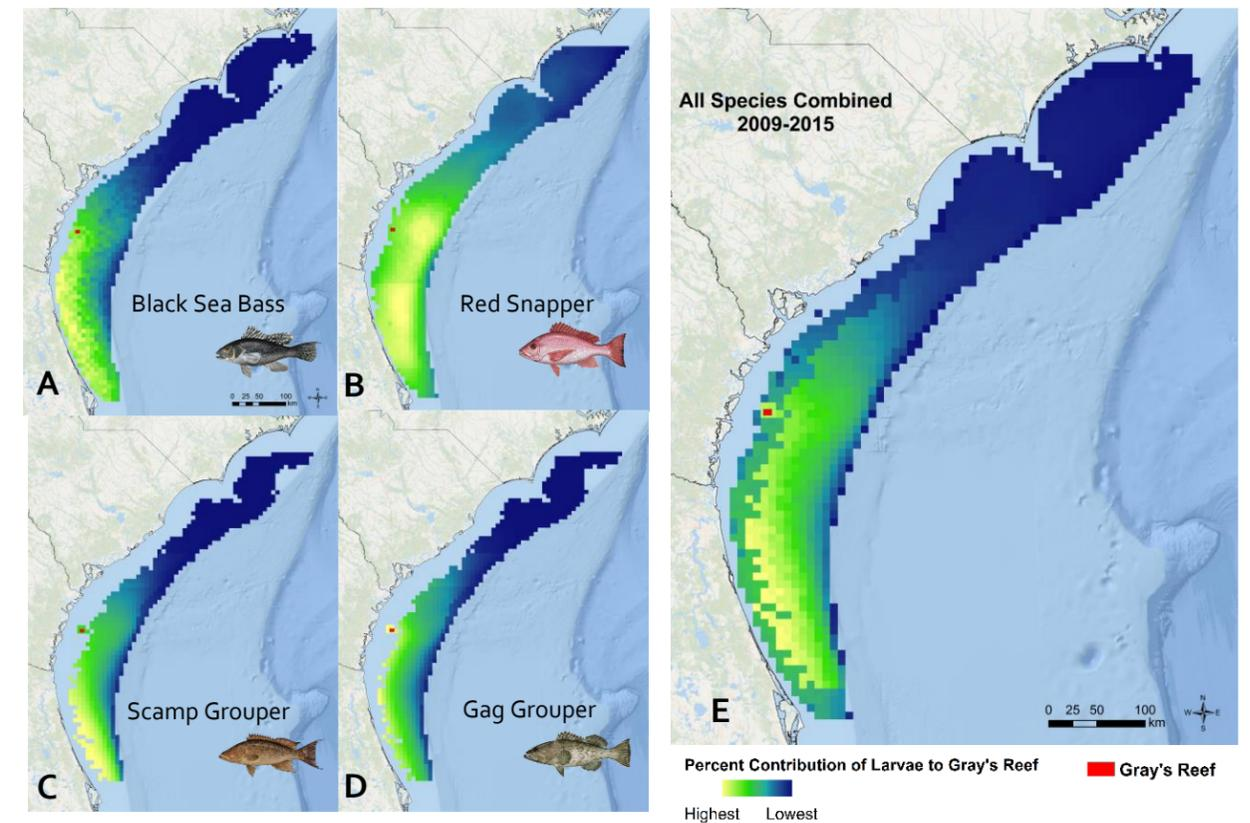 Black Sea Bass
A
0 25 50 100
km
Red Snapper
B
Scamp Grouper
C
Gag Grouper
D
All Species Combined
2009-2015
E
0 25 50 100
km
N
W E
S
Percent Contribution of Larvae to Gray's Reef
Highest Lowest
Gray's Reef